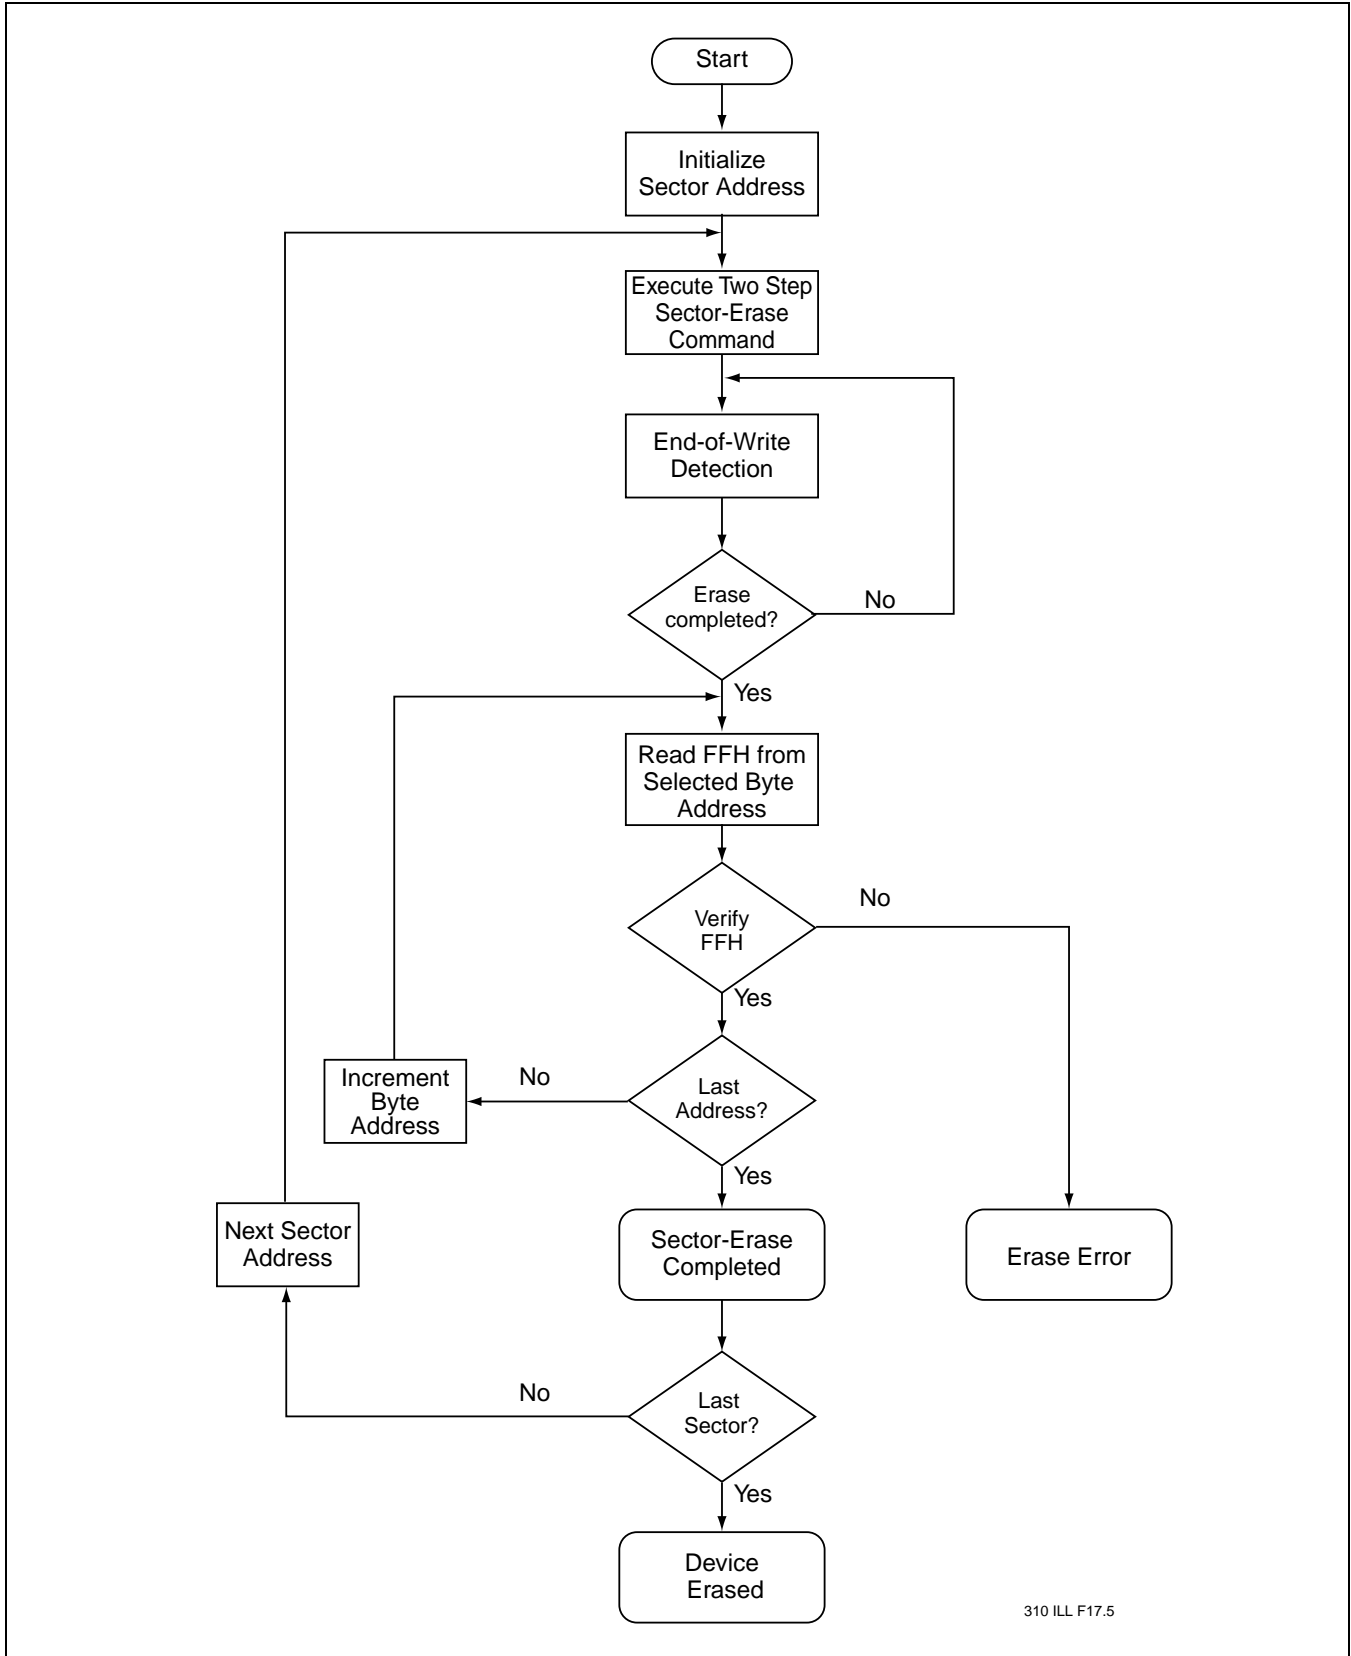 Start
Initialize
Sector Address
Execute Two Step
Sector-Erase
Command
End-of-Write
Detection
Erase
completed?
No
Yes
Read FFH from
Selected Byte
Address
Verify
FFH
No
Yes
Last
Address?
No
Increment
Byte
Address
Yes
Sector-Erase
Completed
Erase Error
Next Sector
Address
Last
Sector?
No
Yes
Device
Erased
310 ILL F17.5